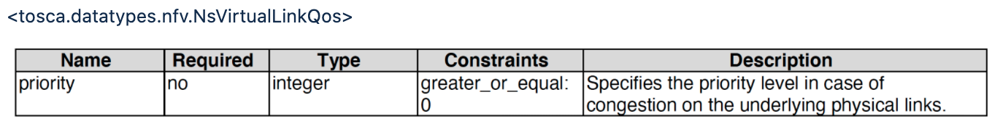 <tosca.datatypes.nfv.NsVirtualLinkQos>
Name Required Type Constraints Description
priority no integer greater_or_equal: Specifies the priority level in case of
0 congestion on the underlying physical links.